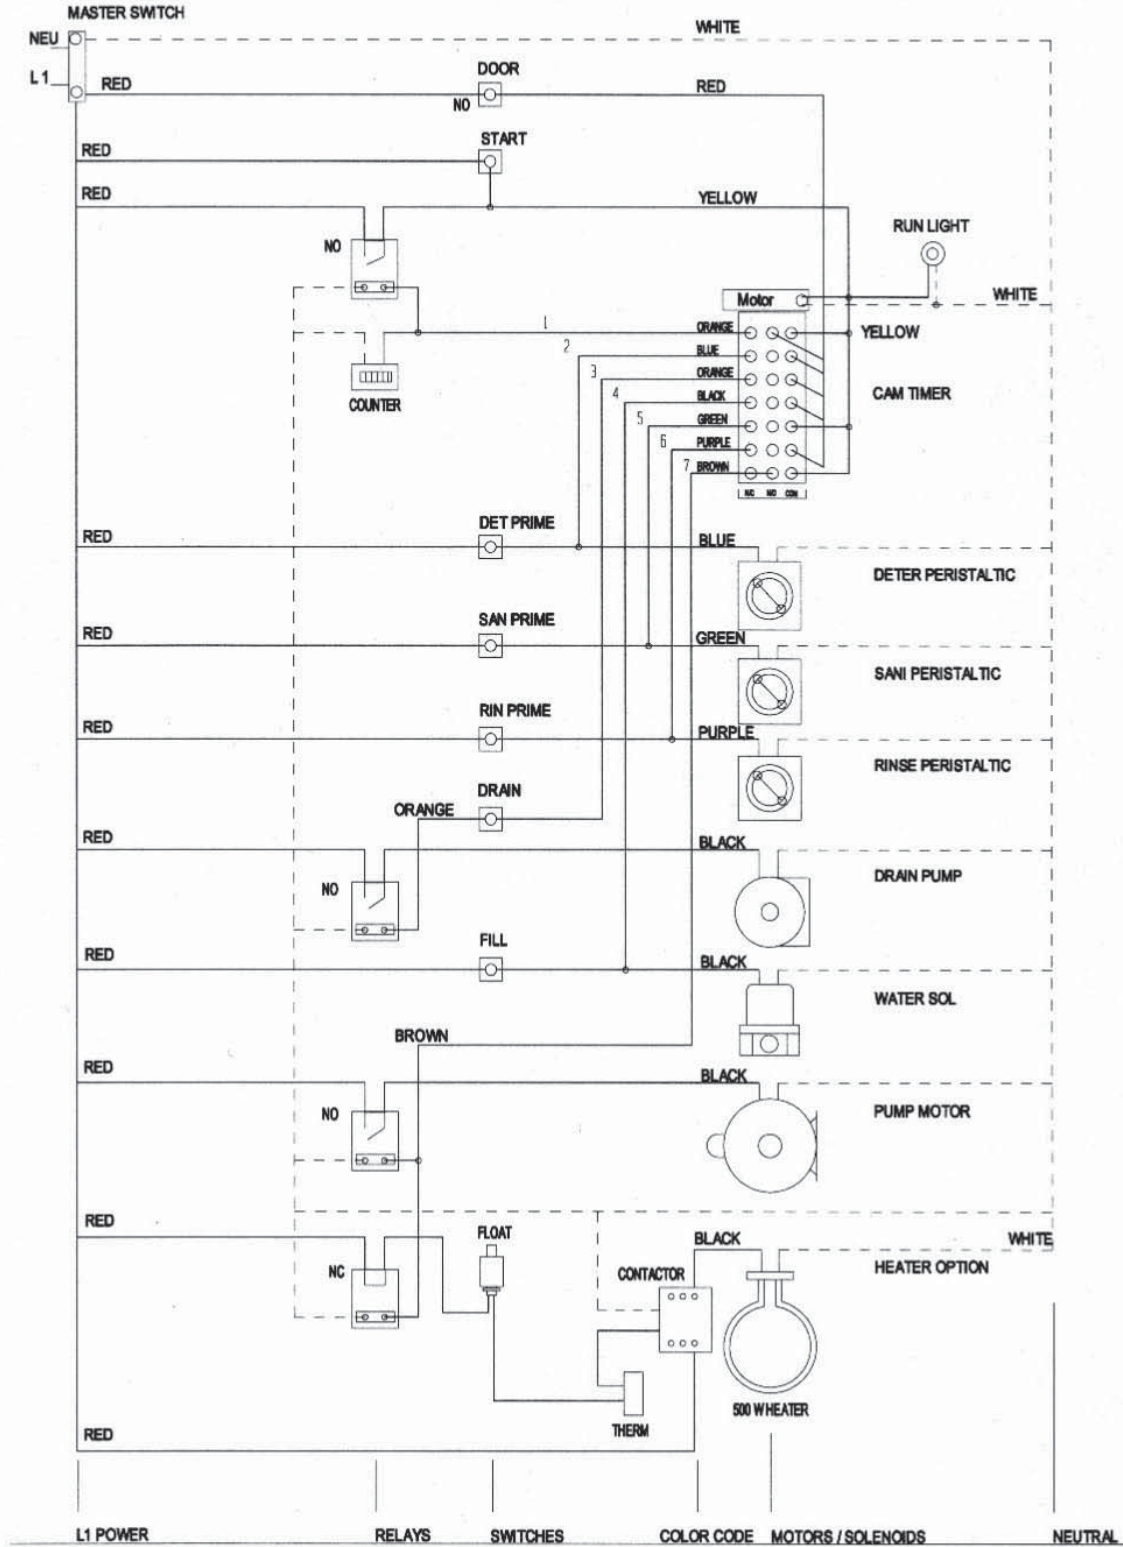 MASTER SWITCH
NEU
WHITE
L1
RED
DOOR
NO
RED
RED
START
RED
YELLOW
NO
RUN LIGHT
WHITE
Motor
1
ORANGE
YELLOW
2
BLUE
3
ORANGE
CAM TIMER
4
BLACK
COUNTER
5
GREEN
6
PURPLE
7
BROWN
N/C N/O COM
RED
DET PRIME
BLUE
DETER PERISTALTIC
RED
SAN PRIME
GREEN
SANI PERISTALTIC
RED
RIN PRIME
PURPLE
RINSE PERISTALTIC
DRAIN
ORANGE
RED
BLACK
NO
DRAIN PUMP
RED
FILL
BLACK
WATER SOL
BROWN
RED
BLACK
NO
PUMP MOTOR
RED
FLOAT
BLACK
WHITE
NC
CONTACTOR
HEATER OPTION
500 W HEATER
THERM
RED
L1 POWER
RELAYS
SWITCHES
COLOR CODE
MOTORS / SOLENOIDS
NEUTRAL